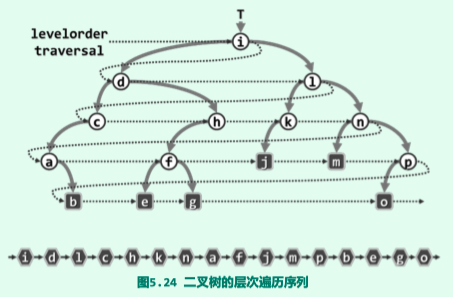 T
levelorder
traversal
i
d l
c h k n
a f j m p
b e g o
i d l c h k n a f j m p b e g o
图5.24 二叉树的层次遍历序列